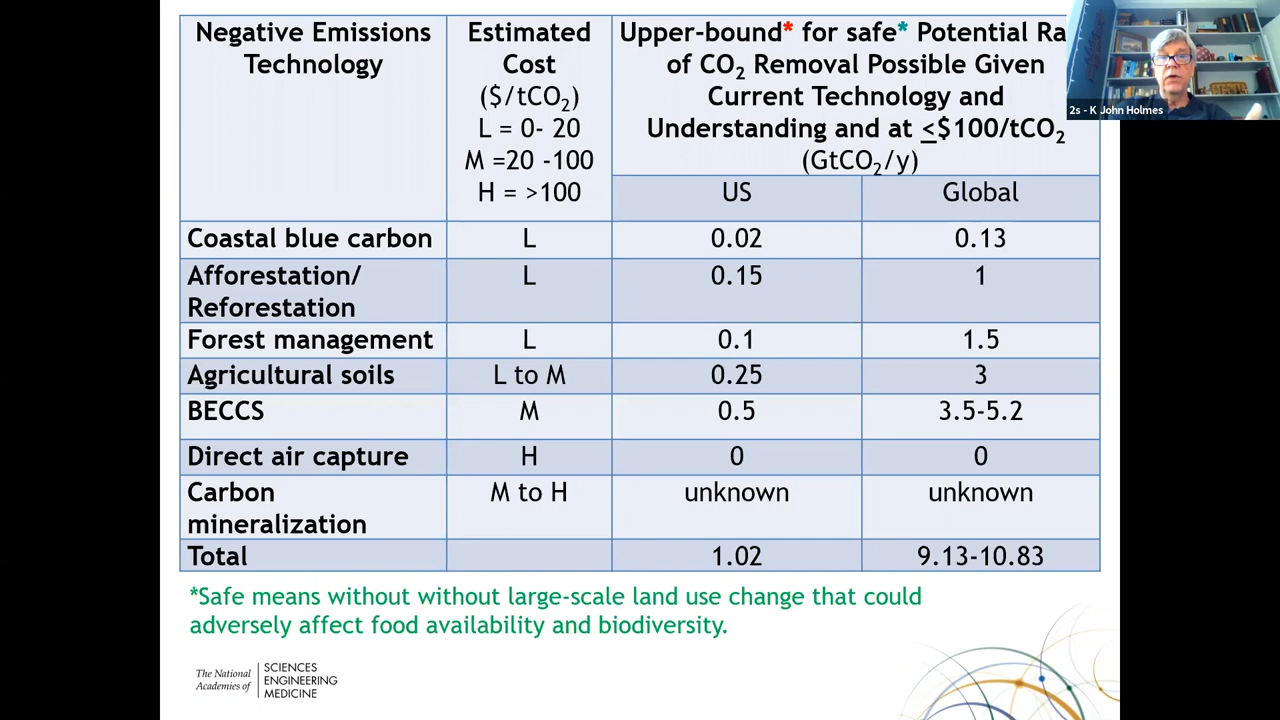 Negative Emissions
Technology
Estimated
Cost
($/tCO₂)
L = 0- 20
M =20 -100
H = >100
Upper-bound* for safe* Potential Ra
of CO₂ Removal Possible Given
Current Technology and
Understanding and at <$100/tCO₂
(GtCO₂/y)
US
Global
Coastal blue carbon
L
0.02
0.13
Afforestation/
Reforestation
L
0.15
1
Forest management
L
0.1
1.5
Agricultural soils
L to M
0.25
3
BECCS
M
0.5
3.5-5.2
Direct air capture
H
0
0
Carbon
mineralization
M to H
unknown
unknown
Total
1.02
9.13-10.83
*Safe means without without large-scale land use change that could
adversely affect food availability and biodiversity.
The National
Academies of
SCIENCES
ENGINEERING
MEDICINE
2s - K John Holmes